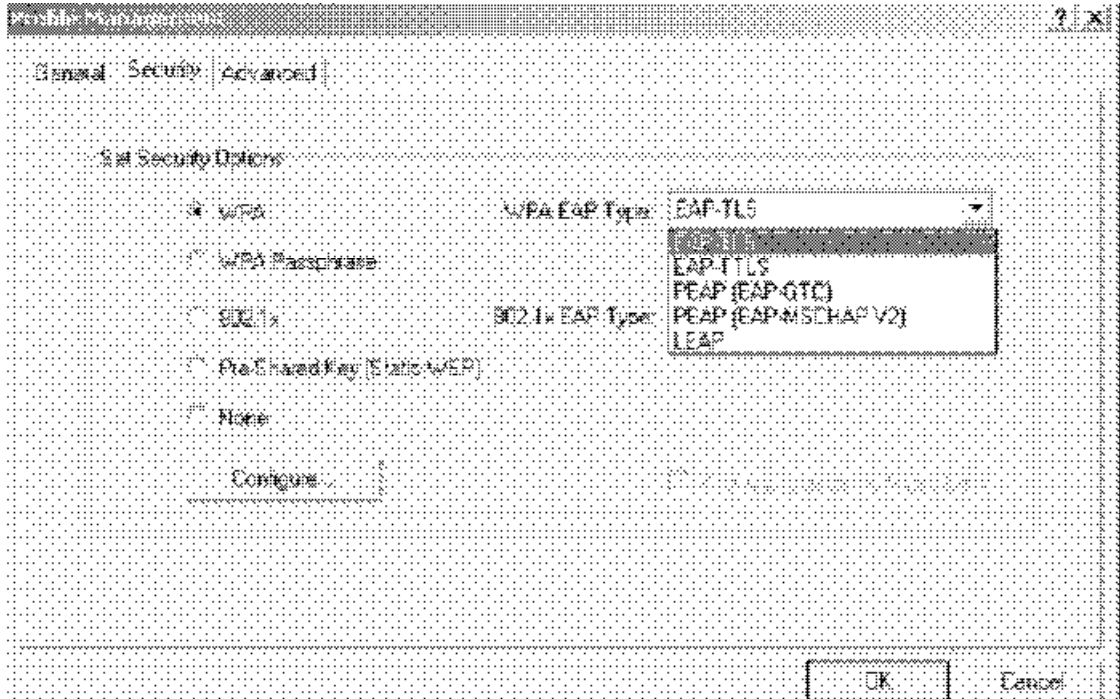 Profile Management ? X
General Security Advanced
Set Security Options
WPA WPA EAP Type: EAP-TLS
EAP-TLS
WPA Passphrase
EAP-TTLS
PEAP (EAP-GTC)
802.1x 802.1x EAP Type: PEAP (EAP-MSCHAP V2)
LEAP
Pre-Shared Key (Static WEP)
None
Configure...
OK Cancel